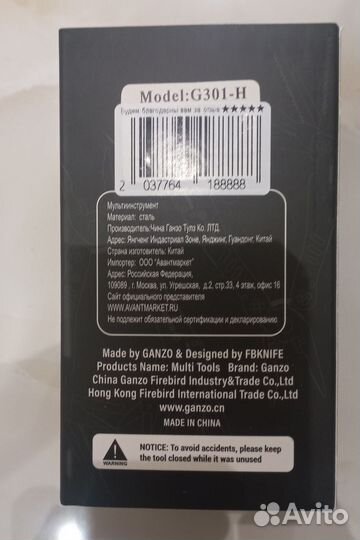 Model:G301-H
Будем благодарны вам за отзыв ★★★★★
2 037764 188888
Мультиинструмент
Материал: сталь
Производитель:Чина Ганзо Тулз Ко. ЛТД.
Адрес: Янгченг Индастриал Зоне, Янджинг, Гуандонг, Китай
Страна изготовитель: Китай
Импортер: ООО "Авантмаркет"
Адрес: Российская Федерация,
109089 , г. Москва, ул. Угрешская, д.2, стр.33, 4 этаж, офис 16
Сайт официального представителя
WWW.AVANTMARKET.RU
Не подлежит обязательной сертификации и декларированию.
Made by GANZO & Designed by FBKNIFE
Products Name: Multi Tools Brand: Ganzo
China Ganzo Firebird Industry&Trade Co.,Ltd
Hong Kong Firebird International Trade Co.,Ltd
www.ganzo.cn
MADE IN CHINA
WARNING
NOTICE: To avoid accidents, please keep
the tool closed while it was unused
Avito